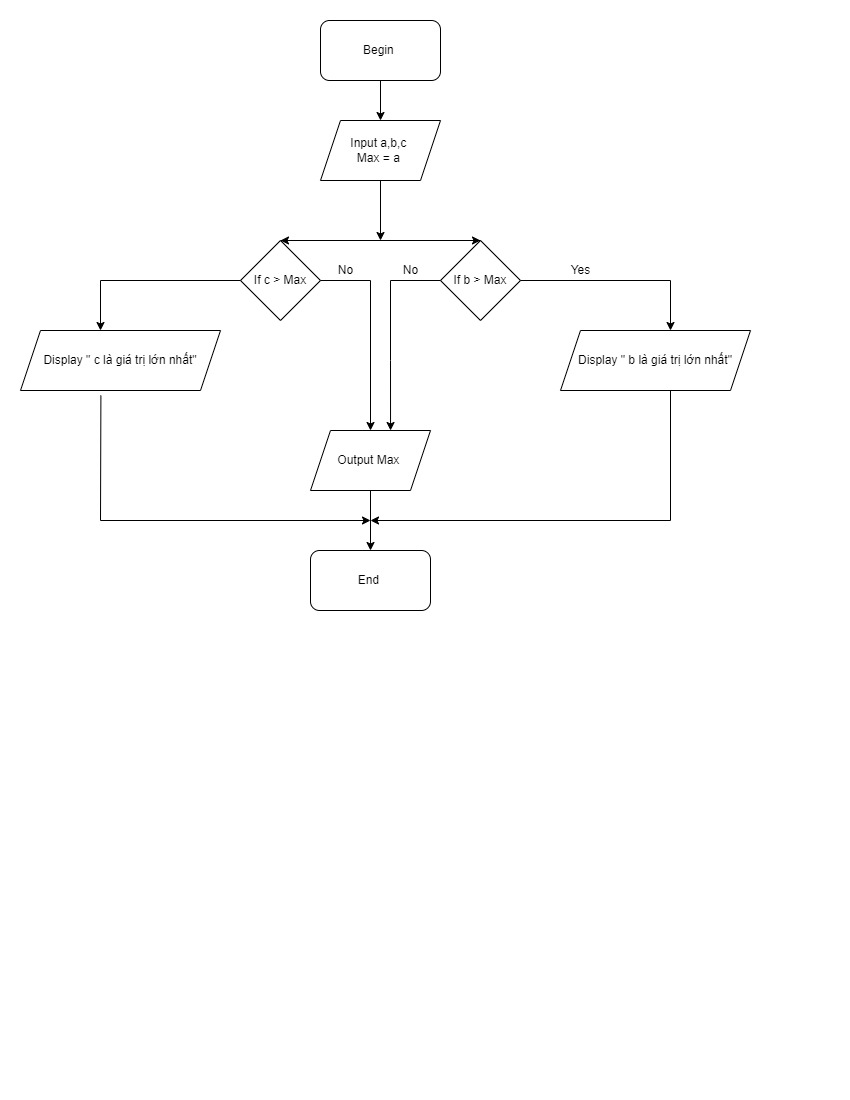 Begin
Input a,b,c
Max = a
No
No
Yes
If c > Max
If b > Max
Display " c là giá trị lớn nhất"
Display " b là giá trị lớn nhất"
Output Max
End